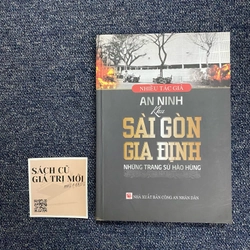 NHIỀU TÁC GIẢ
AN NINH
Khu
SÀI GÒN
GIA ĐỊNH
NHỮNG TRANG SỬ HÀO HÙNG
NHÀ XUẤT BẢN CÔNG AN NHÂN DÂN
SÁCH CŨ
GIÁ TRỊ MỚI